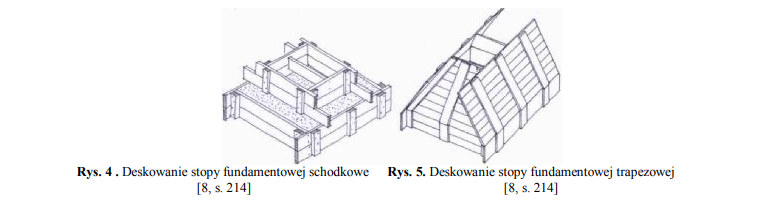 Rys. 4 . Deskowanie stopy fundamentowej schodkowe
[8, s. 214]
Rys. 5. Deskowanie stopy fundamentowej trapezowej
[8, s. 214]